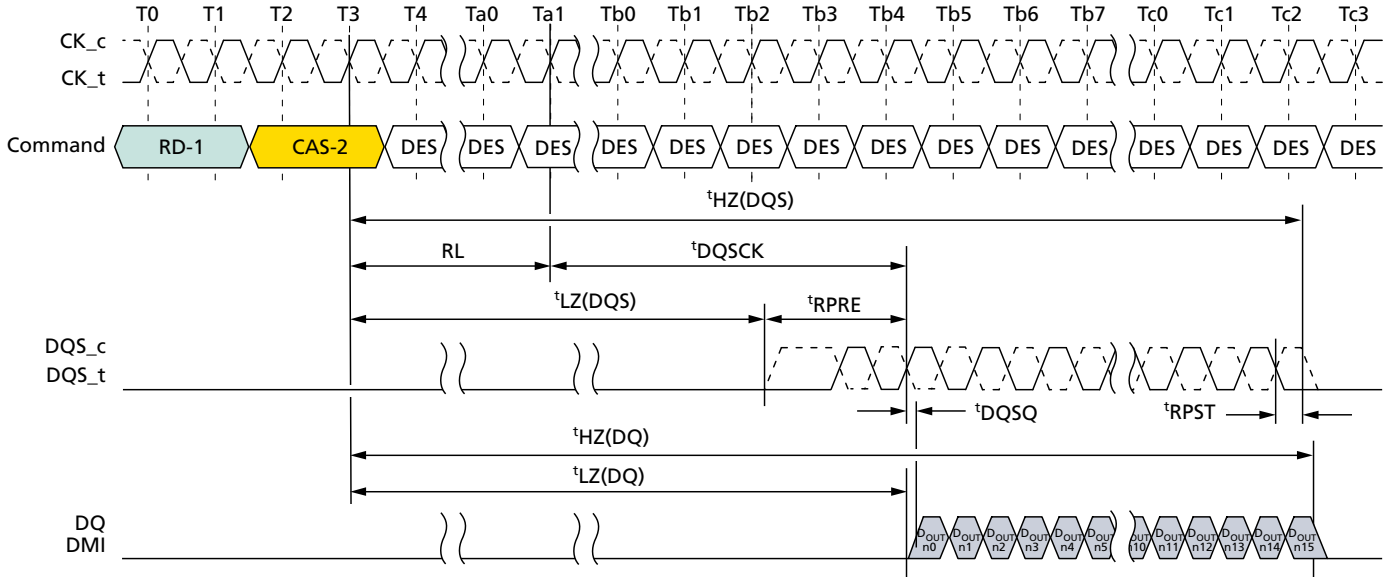 T0 T1 T2 T3 T4 Ta0 Ta1 Tb0 Tb1 Tb2 Tb3 Tb4 Tb5 Tb6 Tb7 Tc0 Tc1 Tc2 Tc3
CK_c
CK_t
Command RD-1 CAS-2 DES DES DES DES DES DES DES DES DES DES DES DES DES DES DES
tHZ(DQS)
RL tDQSCK
tLZ(DQS) tRPRE
DQS_c
DQS_t
tDQSQ tRPST
tHZ(DQ)
tLZ(DQ)
DQ
DMI
DOUT DOUT DOUT DOUT DOUT DOUT DOUT DOUT DOUT DOUT DOUT DOUT
n0 n1 n2 n3 n4 n5 n10 n11 n12 n13 n14 n15